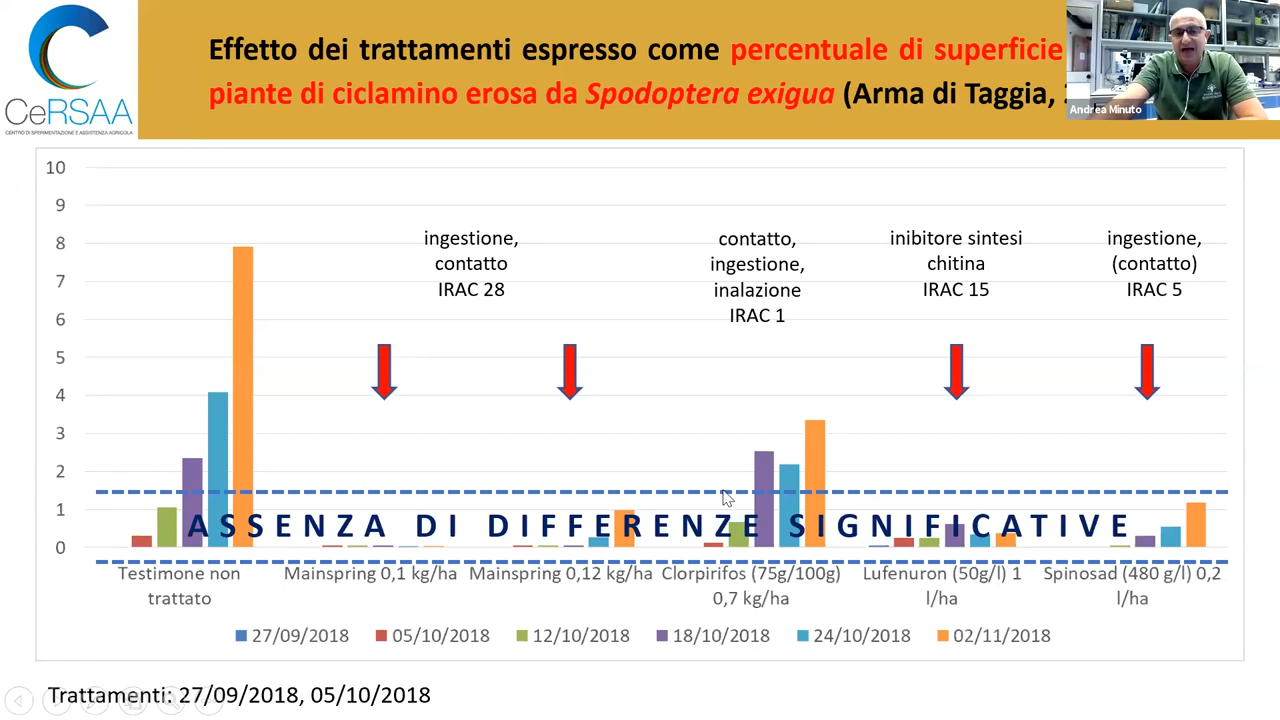 CeRSAA
CENTRO DI SPERIMENTAZIONE E ASSISTENZA AGRICOLA
Effetto dei trattamenti espresso come percentuale di superficie
piante di ciclamino erosa da Spodoptera exigua (Arma di Taggia,
Andrea Minuto
10
9
8
7
6
5
4
3
2
1
0
ingestione,
contatto
IRAC 28
contatto,
ingestione,
inalazione
IRAC 1
inibitore sintesi
chitina
IRAC 15
ingestione,
(contatto)
IRAC 5
ASSENZA DI DIFFERENZE SIGNIFICATIVE
Testimone non
trattato
Mainspring 0,1 kg/ha
Mainspring 0,12 kg/ha
Clorpirifos (75g/100g)
0,7 kg/ha
Lufenuron (50g/l) 1
l/ha
Spinosad (480 g/l) 0,2
l/ha
27/09/2018 05/10/2018 12/10/2018 18/10/2018 24/10/2018 02/11/2018
Trattamenti: 27/09/2018, 05/10/2018